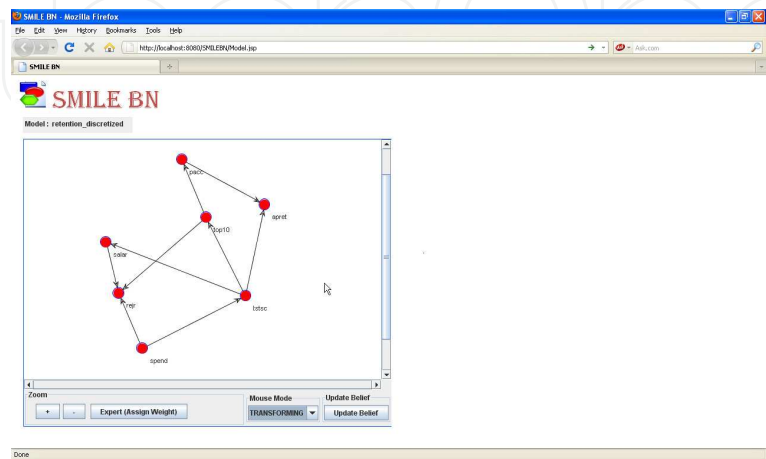 SMILE BN - Mozilla Firefox
File Edit View History Bookmarks Tools Help
http://localhost:8080/SMILEBN/Model.jsp
Ask.com
SMILE BN
SMILE BN
Model : retention_discretized
pacc
apret
top10
salar
rejr
tstsc
spend
Zoom
+ - Expert (Assign Weight)
Mouse Mode
TRANSFORMING
Update Belief
Update Belief
Done